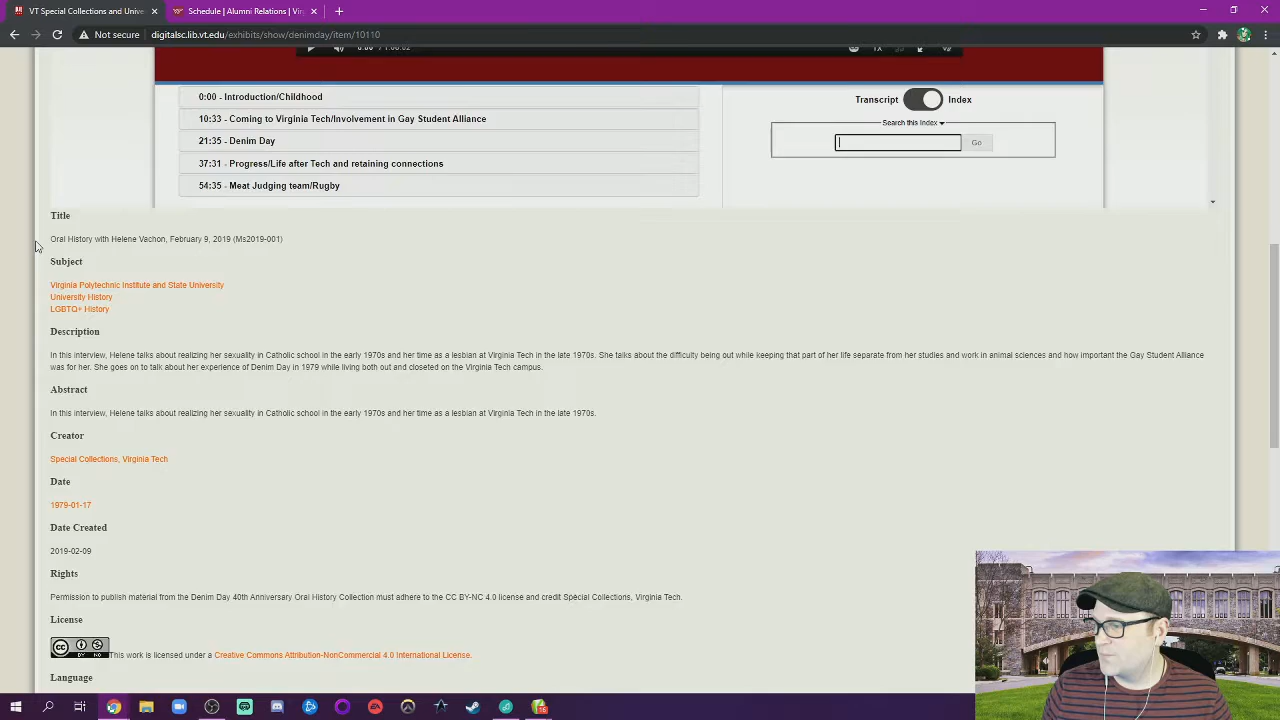 VT Special Collections Univers
Schedule | Alumni Relations | Virg
Not secure | digitalsc.lib.vt.edu/exhibits/show/denimday/item/10110
1X
0:00 - Introduction/Childhood
10:33 - Coming to Virginia Tech/Involvement in Gay Student Alliance
21:35 - Denim Day
37:31 - Progress/Life after Tech and retaining connections
54:35 - Meat Judging team/Rugby
Transcript Index
Search this Index
Go
Title
Oral History with Helene Vachon, February 9, 2019 (Ms2019-001)
Subject
Virginia Polytechnic Institute and State University
University History
LGBTQ+ History
Description
In this interview, Helene talks about realizing her sexuality in Catholic school in the early 1970s and her time as a lesbian at Virginia Tech in the late 1970s. She talks about the difficulty being out while keeping that part of her life separate from her studies and work in animal sciences and how important the Gay Student Alliance
was for her. She goes on to talk about her experience of Denim Day in 1979 while living both out and closeted on the Virginia Tech campus.
Abstract
In this interview, Helene talks about realizing her sexuality in Catholic school in the early 1970s and her time as a lesbian at Virginia Tech in the late 1970s.
Creator
Special Collections, Virginia Tech
Date
1979-01-17
Date Created
2019-02-09
Rights
Permission to publish material from the Denim Day 40th Anniversary Oral History Collection must adhere to the CC BY-NC 4.0 license and credit Special Collections, Virginia Tech.
License
cc BY NC This work is licensed under a Creative Commons Attribution-NonCommercial 4.0 International License.
Language